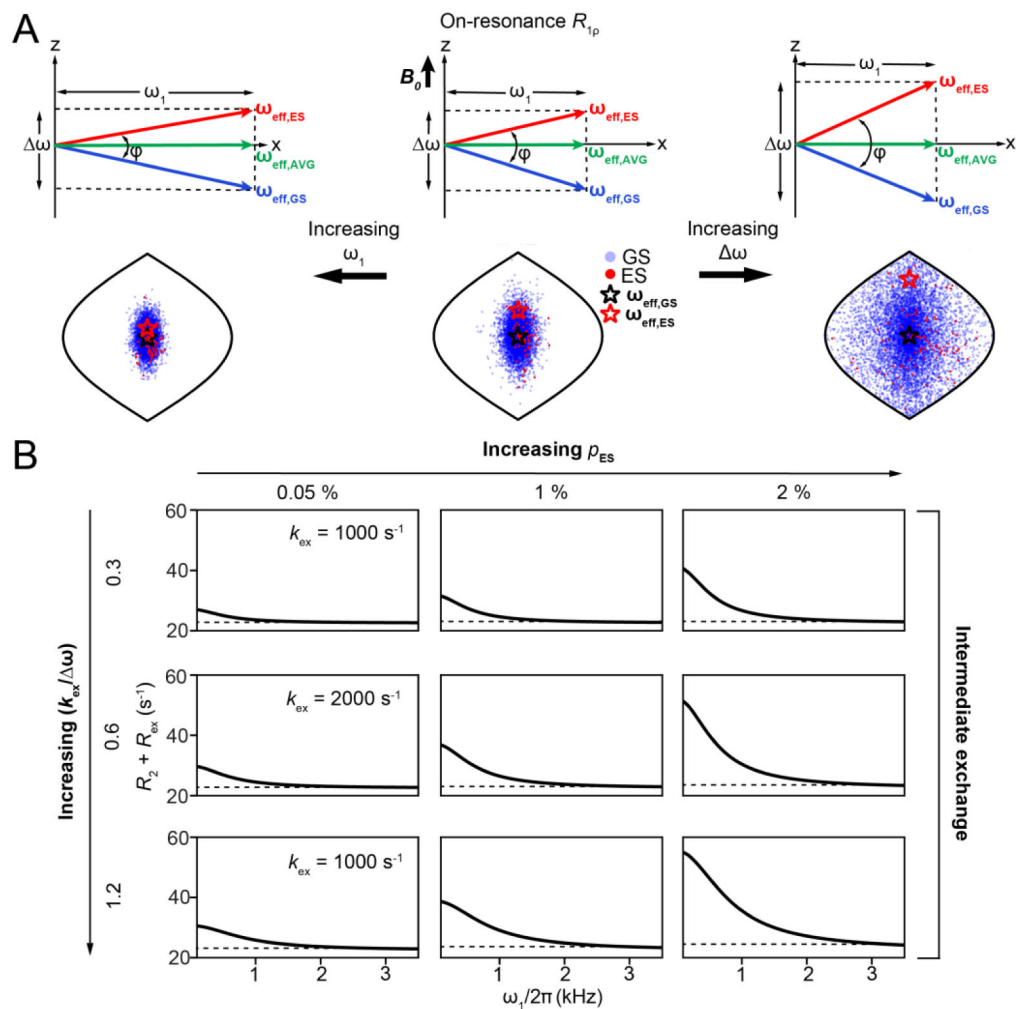 A
On-resonance R1ρ
z
ω1
ωeff,ES
Δω
φ
x
ωeff,AVG
ωeff,GS
B0
z
ω1
ωeff,ES
Δω
φ
x
ωeff,AVG
ωeff,GS
z
ω1
ωeff,ES
Δω
φ
x
ωeff,AVG
ωeff,GS
Increasing
ω1
GS
ES
ωeff,GS
ωeff,ES
Increasing
Δω
B
Increasing pES
0.05 %
1 %
2 %
Increasing (kex/Δω)
0.3
0.6
1.2
R2 + Rex (s-1)
60
40
20
kex = 1000 s-1
60
40
20
kex = 2000 s-1
60
40
20
kex = 1000 s-1
1 2 3
1 2 3
1 2 3
ω1/2π (kHz)
Intermediate exchange